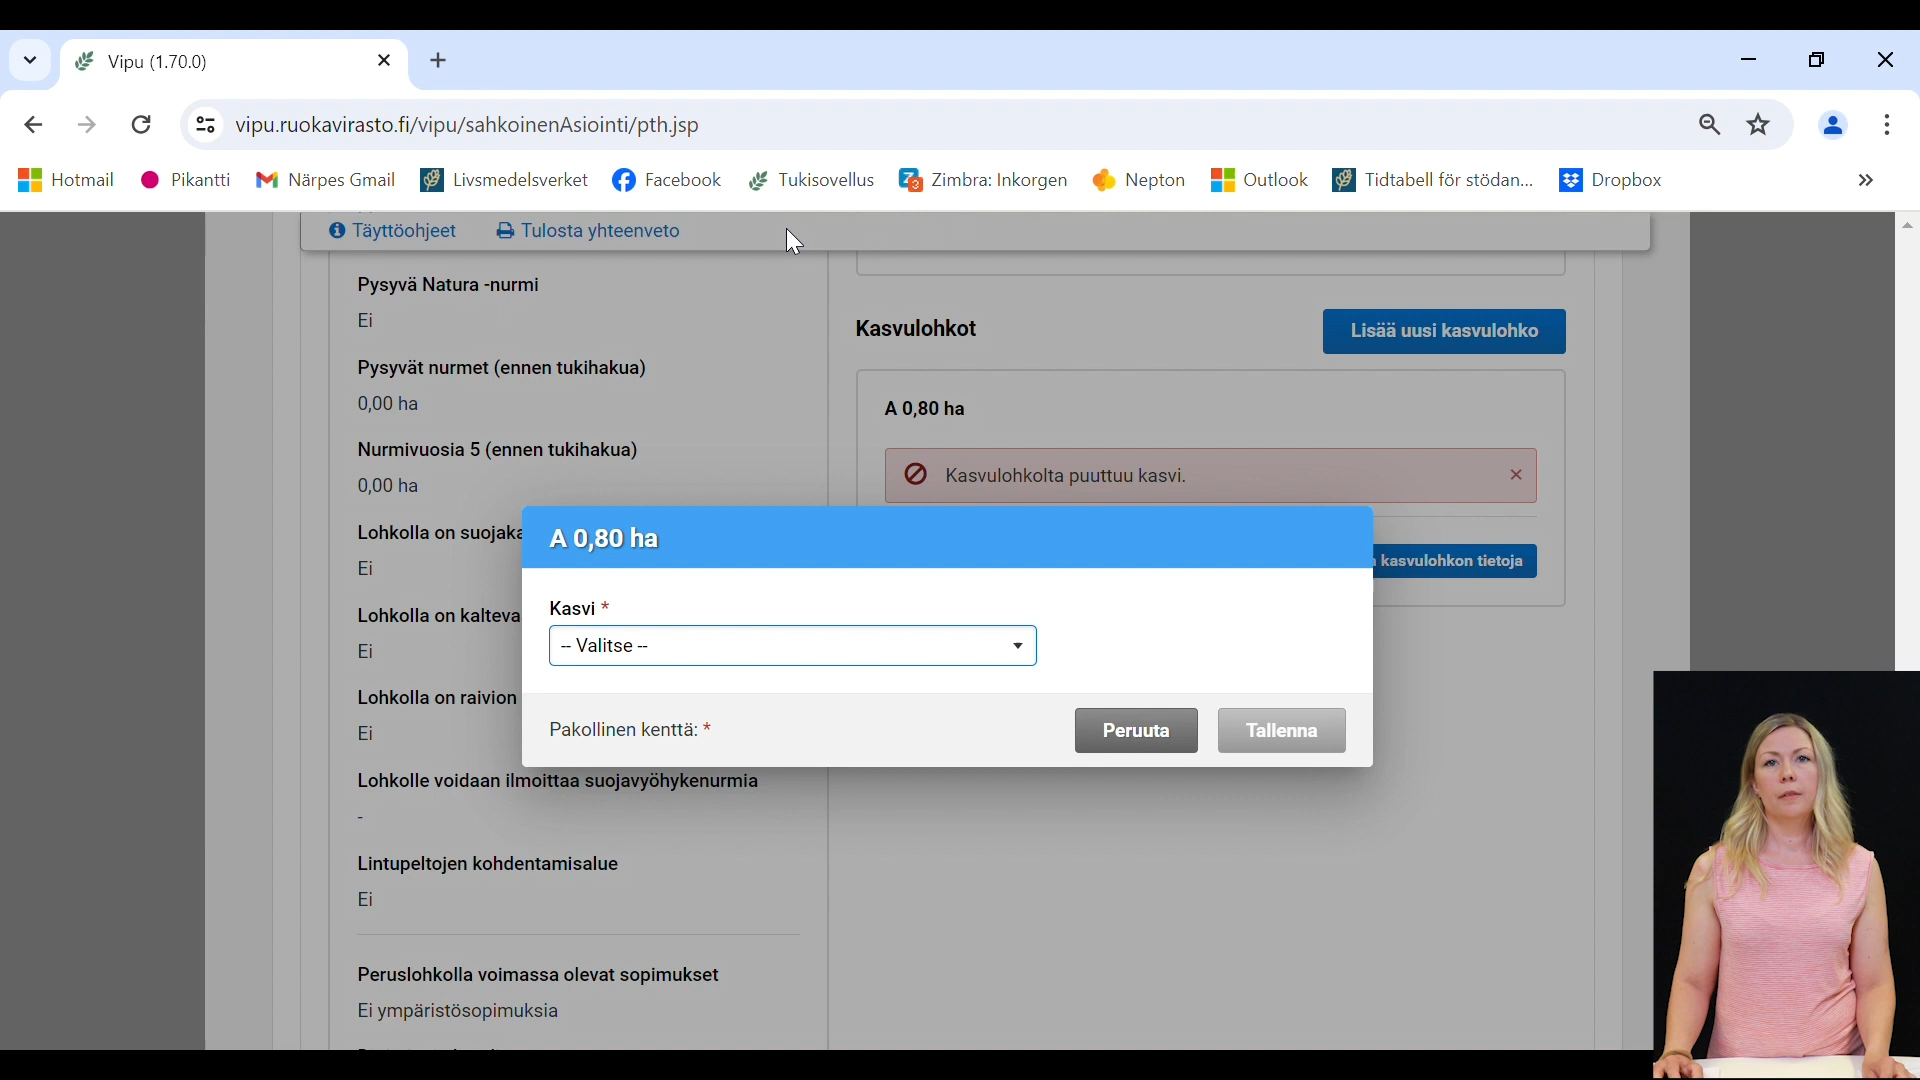 Vipu (1.70.0)
vipu.ruokavirasto.fi/vipu/sahkoinenAsiointi/pth.jsp
Hotmail Pikantti Närpes Gmail Livsmedelsverket Facebook Tukisovellus Zimbra: Inkorgen Nepton Outlook Tidtabell för stödan... Dropbox
Täyttöohjeet Tulosta yhteenveto
Pysyvä Natura -nurmi
Ei
Pysyvät nurmet (ennen tukihakua)
0,00 ha
Nurmivuosia 5 (ennen tukihakua)
0,00 ha
Lohkolla on suojaka
Ei
Lohkolla on kalteva
Ei
Lohkolla on raivion
Ei
Lohkolle voidaan ilmoittaa suojavyöhykenurmia
-
Lintupeltojen kohdentamisalue
Ei
Peruslohkolla voimassa olevat sopimukset
Ei ympäristösopimuksia
Kasvulohkot
Lisää uusi kasvulohko
A 0,80 ha
Kasvulohkolta puuttuu kasvi.
kasvulohkon tietoja
A 0,80 ha
Kasvi *
-- Valitse --
Pakollinen kenttä: *
Peruuta Tallenna